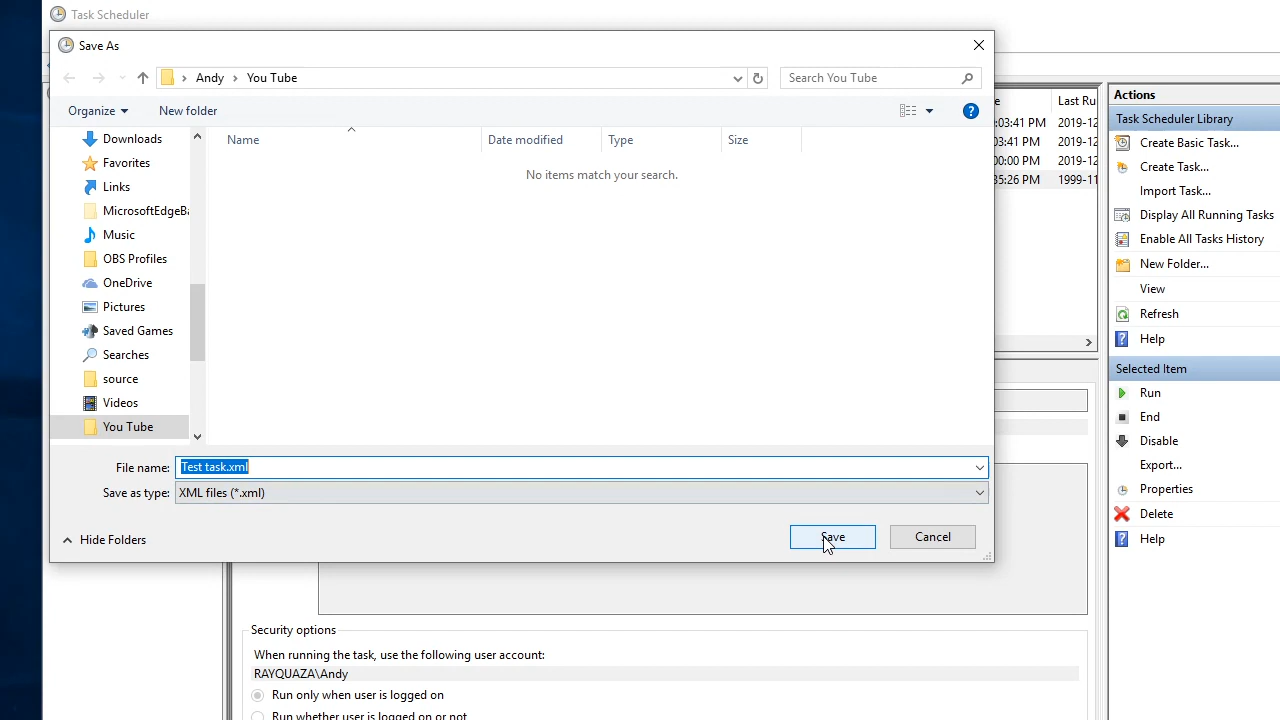 Task Scheduler
Save As
Andy
You Tube
Search You Tube
Organize
New folder
Downloads
Favorites
Links
MicrosoftEdgeBa
Music
OBS Profiles
OneDrive
Pictures
Saved Games
Searches
source
Videos
You Tube
Name
Date modified
Type
Size
No items match your search.
File name:
Test task.xml
Save as type:
XML files (*.xml)
Hide Folders
Save
Cancel
e
Last Ru
:03:41 PM
2019-12
03:41 PM
2019-12
00:00 PM
2019-12
35:26 PM
1999-11
Actions
Task Scheduler Library
Create Basic Task...
Create Task...
Import Task...
Display All Running Tasks
Enable All Tasks History
New Folder...
View
Refresh
Help
Selected Item
Run
End
Disable
Export...
Properties
Delete
Help
Security options
When running the task, use the following user account:
RAYQUAZA\Andy
Run only when user is logged on
Run whether user is logged on or not